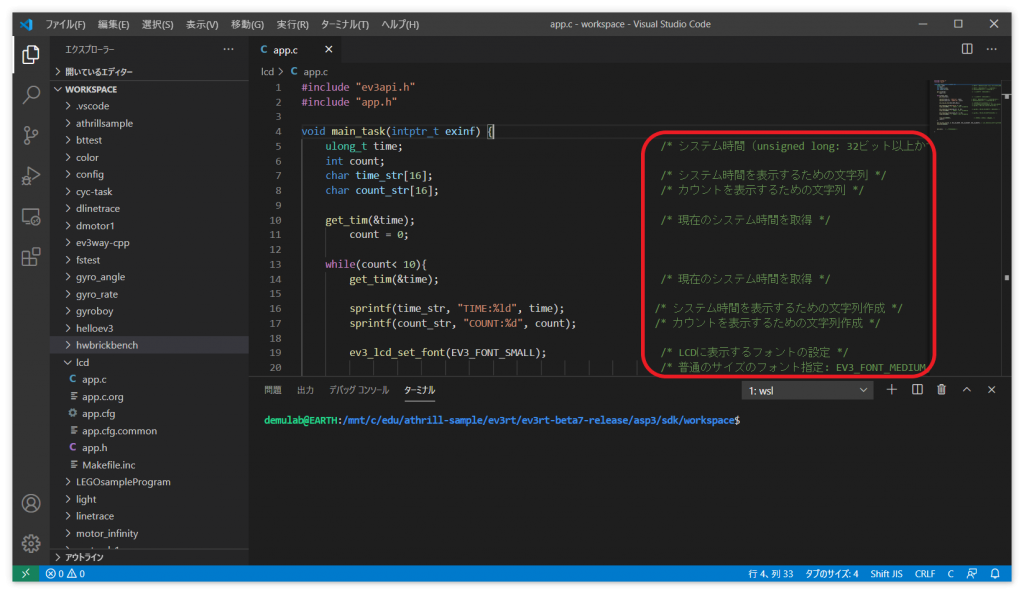 ファイル(F) 編集(E) 選択(S) 表示(V) 移動(G) 実行(R) ターミナル(T) ヘルプ(H) app.c - workspace - Visual Studio Code
エクスプローラー ···
開いているエディター
WORKSPACE
.vscode
athrillsample
bttest
color
config
cyc-task
dlinetrace
dmotor1
ev3way-cpp
fstest
gyro_angle
gyro_rate
gyroboy
helloev3
hwbrickbench
lcd
C app.c
app.c.org
app.cfg
app.cfg.common
C app.h
Makefile.inc
LEGOsampleProgram
light
linetrace
motor_infinity
アウトライン
C app.c ×
lcd > C app.c
1 #include "ev3api.h"
2 #include "app.h"
3
4 void main_task(intptr_t exinf) {
5 ulong_t time; /* システム時間 (unsigned long: 32ビット以上か
6 int count;
7 char time_str[16]; /* システム時間を表示するための文字列 */
8 char count_str[16]; /* カウントを表示するための文字列 */
9
10 get_tim(&time); /* 現在のシステム時間を取得 */
11 count = 0;
12
13 while(count< 10){
14 get_tim(&time); /* 現在のシステム時間を取得 */
15
16 sprintf(time_str, "TIME:%ld", time); /* システム時間を表示するための文字列作成 */
17 sprintf(count_str, "COUNT:%d", count); /* カウントを表示するための文字列作成 */
18
19 ev3_lcd_set_font(EV3_FONT_SMALL); /* LCDに表示するフォントの設定 */
20 /* 普通のサイズのフォント指定: EV3_FONT_MEDIUM
問題 出力 デバッグ コンソール ターミナル 1: wsl
demulab@EARTH:/mnt/c/edu/athrill-sample/ev3rt/ev3rt-beta7-release/asp3/sdk/workspace$
0 0 行 4、列 33 タブのサイズ: 4 Shift JIS CRLF C